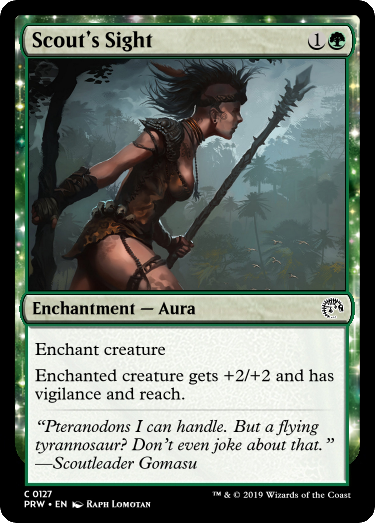 Scout's Sight 1
Enchantment — Aura
Enchant creature
Enchanted creature gets +2/+2 and has
vigilance and reach.
“Pteranodons I can handle. But a flying
tyrannosaur? Don’t even joke about that.”
—Scoutleader Gomasu
C 0127
PRW • EN Raph Lomotan
™ & © 2019 Wizards of the Coast